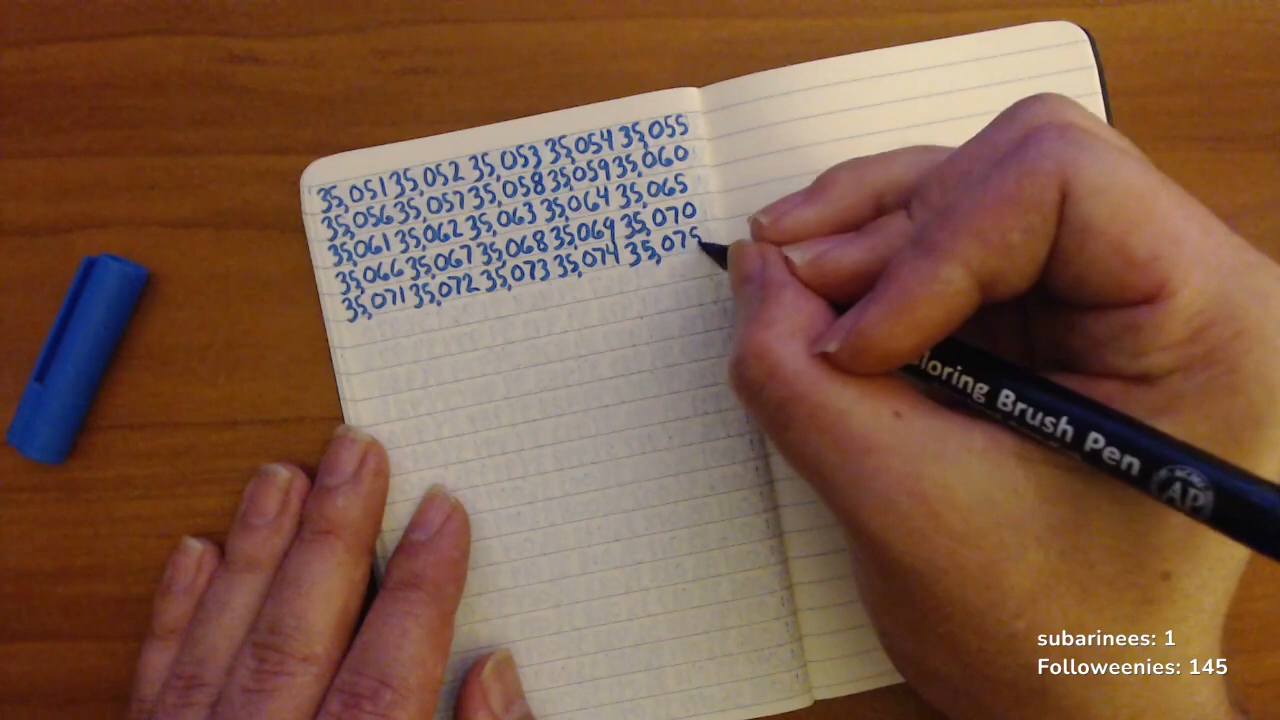 35,051 35,052 35,053 35,054 35,055
35,056 35,057 35,058 35,059 35,060
35,061 35,062 35,063 35,064 35,065
35,066 35,067 35,068 35,069 35,070
35,071 35,072 35,073 35,074 35,075
loring Brush Pen
AP
subarinees: 1
Followeenies: 145